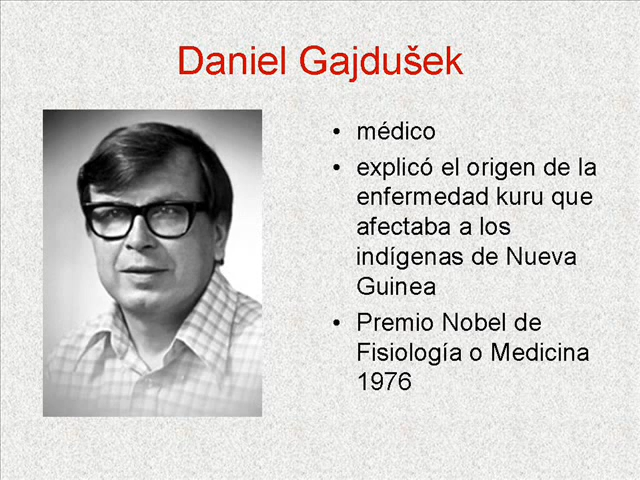 Daniel Gajdušek
• médico
• explicó el origen de la
enfermedad kuru que
afectaba a los
indígenas de Nueva
Guinea
• Premio Nobel de
Fisiología o Medicina
1976